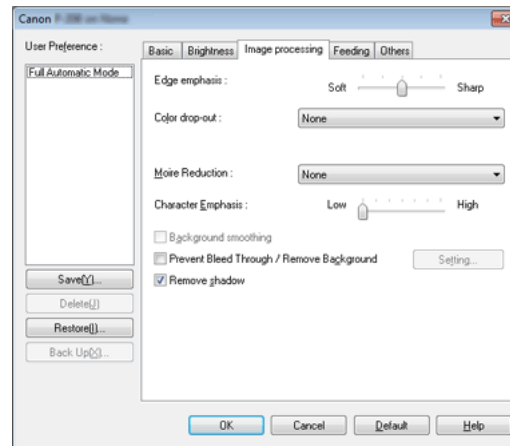 Canon
User Preference :
Full Automatic Mode
Save(Y)...
Delete(J)
Restore(I)...
Back Up(X)...
Basic Brightness Image processing Feeding Others
Edge emphasis : Soft Sharp
Color drop-out : None
Moire Reduction : None
Character Emphasis : Low High
Background smoothing
Prevent Bleed Through / Remove Background Setting...
Remove shadow
OK Cancel Default Help